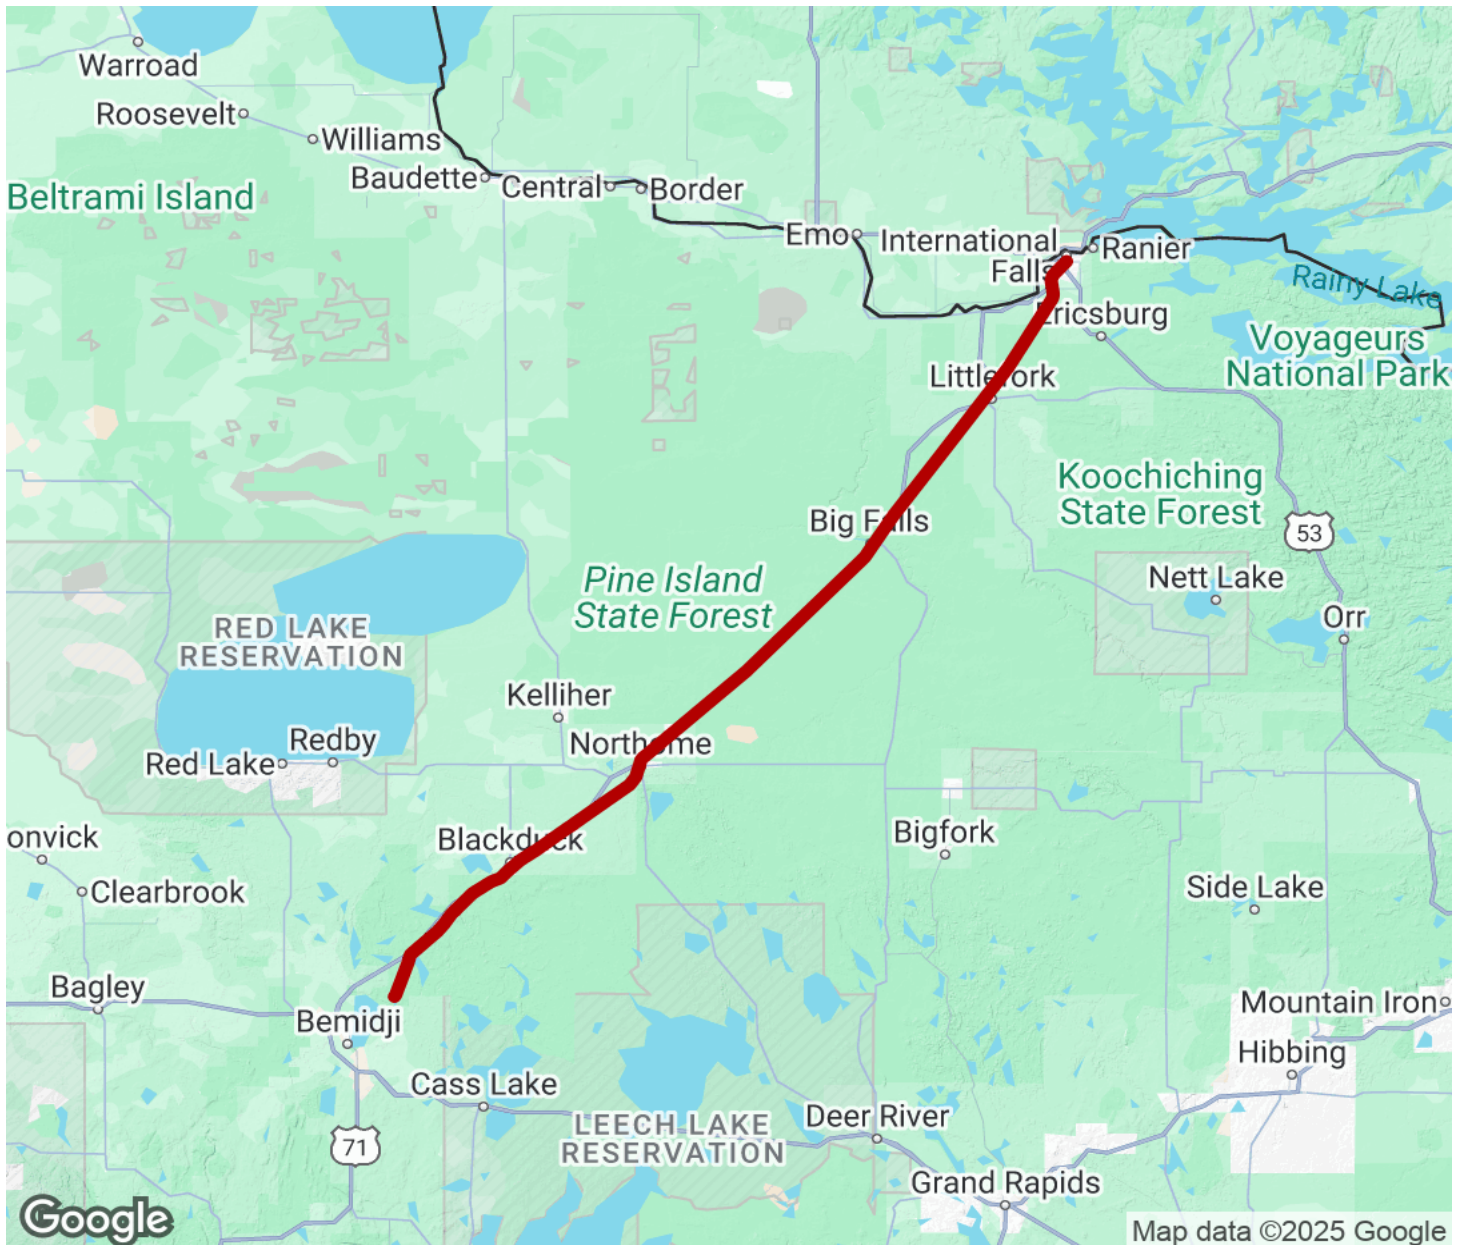 Warroad
Roosevelt
Williams
Baudette
Central
Border
Beltrami Island
Emo
International
Falls
Ranier
Rainy Lake
Ericsburg
Voyageurs
National Park
Littlefork
Koochiching
State Forest
Big Falls
53
Pine Island
State Forest
Nett Lake
Orr
RED LAKE
RESERVATION
Kelliher
Northome
Redby
Red Lake
onvick
Blackduck
Bigfork
Clearbrook
Side Lake
Bagley
Bemidji
Mountain Iron
Hibbing
Cass Lake
LEECH LAKE
RESERVATION
Deer River
71
Grand Rapids
Google
Map data ©2025 Google